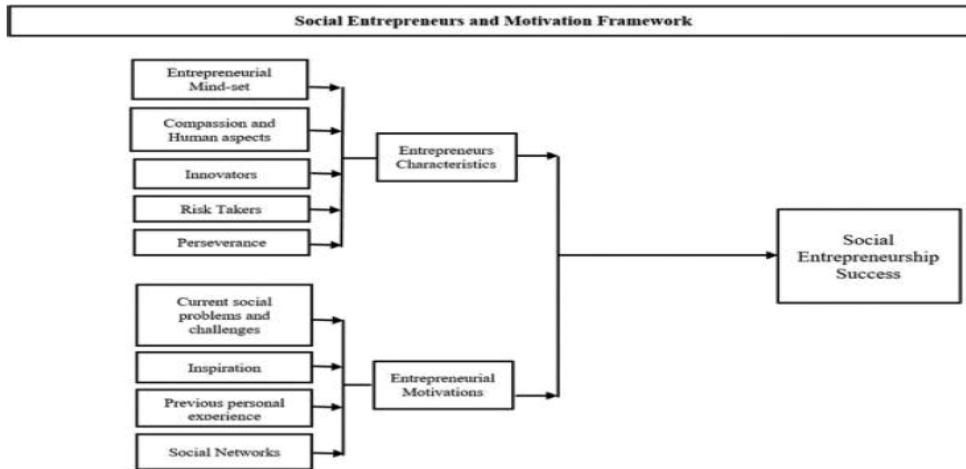 Social Entrepreneurs and Motivation Framework
Entrepreneurial
Mind-set
Compassion and
Human aspects
Innovators
Risk Takers
Perseverance
Entrepreneurs
Characteristics
Current social
problems and
challenges
Inspiration
Previous personal
experience
Social Networks
Entrepreneurial
Motivations
Social
Entrepreneurship
Success